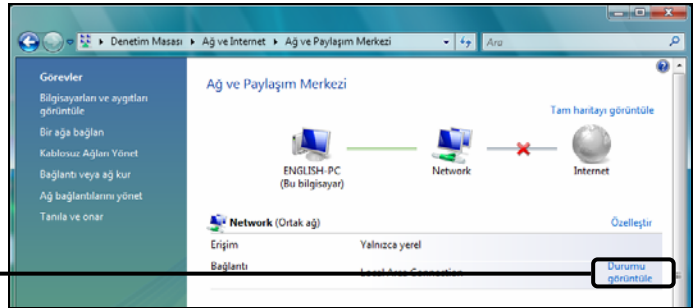 Denetim Masası ▸ Ağ ve Internet ▸ Ağ ve Paylaşım Merkezi
Ara
Görevler
Bilgisayarları ve aygıtları
görüntüle
Bir ağa bağlan
Kablosuz Ağları Yönet
Bağlantı veya ağ kur
Ağ bağlantılarını yönet
Tanıla ve onar
Ağ ve Paylaşım Merkezi
Tam haritayı görüntüle
ENGLISH-PC
(Bu bilgisayar)
Network
Internet
Network (Ortak ağ)
Özelleştir
Erişim
Yalnızca yerel
Bağlantı
Local Area Connection
Durumu
görüntüle